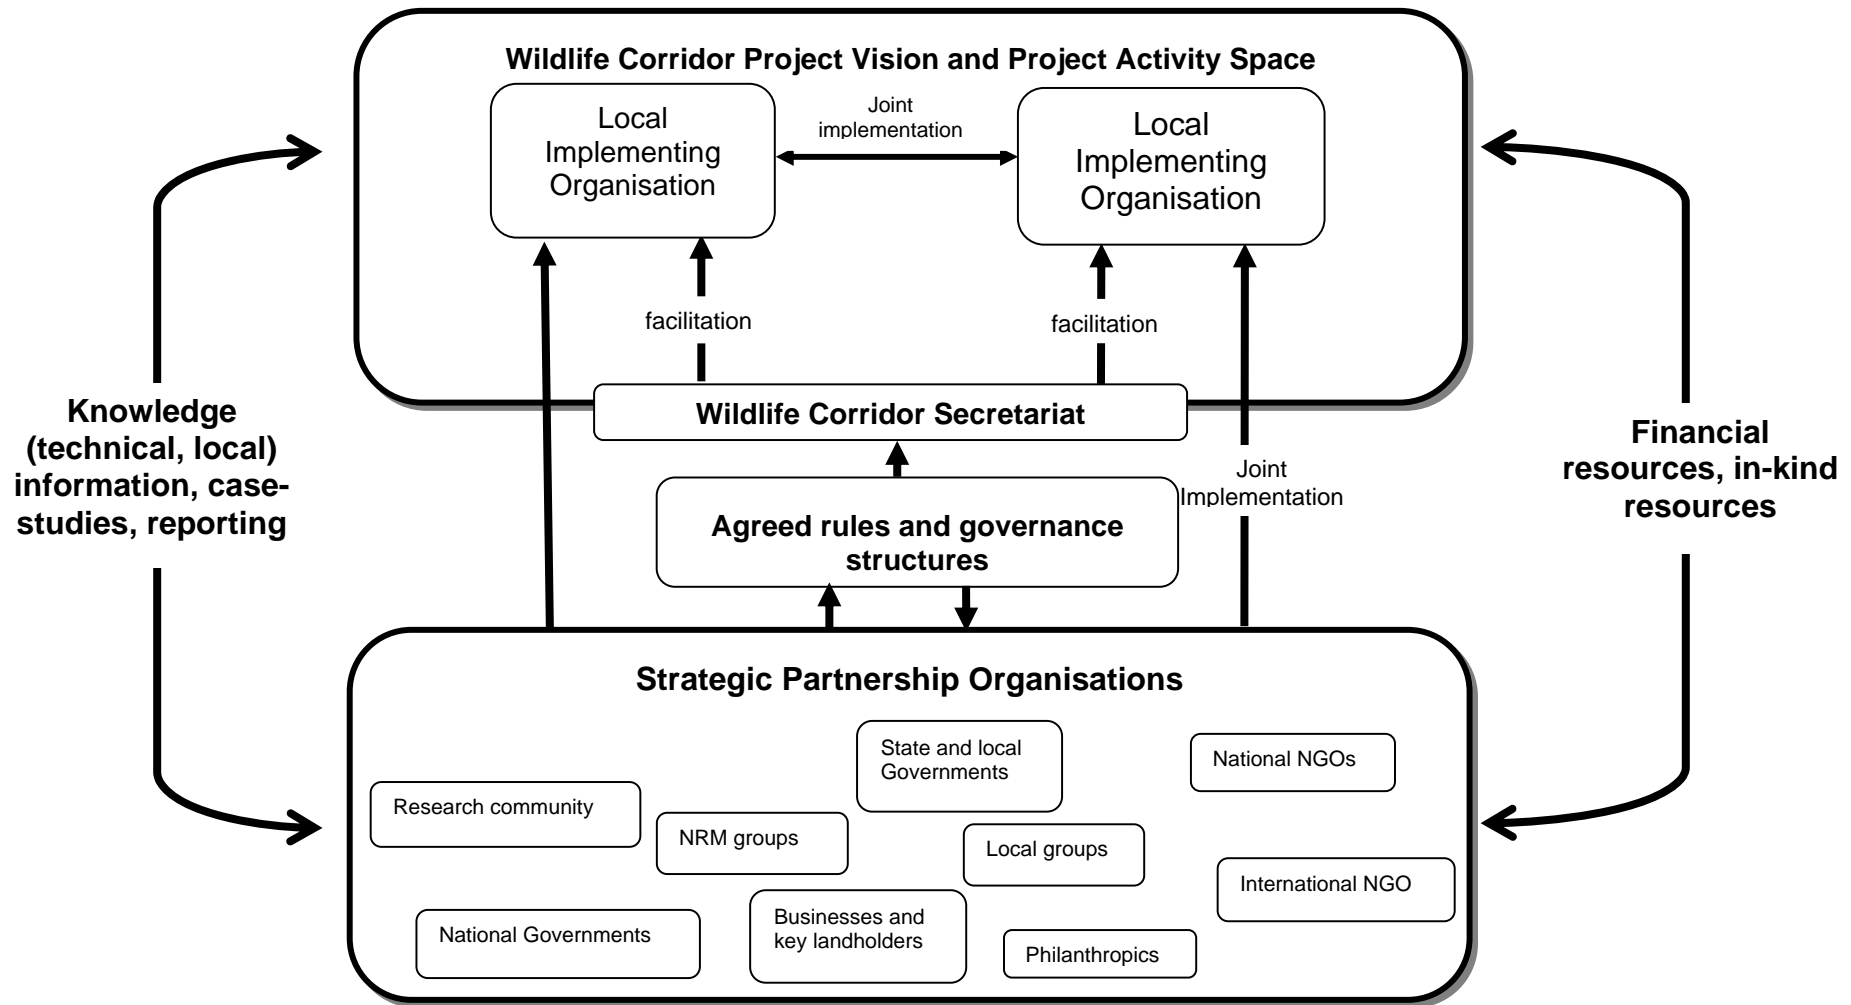 Wildlife Corridor Project Vision and Project Activity Space
Local
Implementing
Organisation
Joint
implementation
Local
Implementing
Organisation
facilitation
facilitation
Wildlife Corridor Secretariat
Knowledge
(technical, local)
information, case-
studies, reporting
Financial
resources, in-kind
resources
Joint
Implementation
Agreed rules and governance
structures
Strategic Partnership Organisations
State and local
Governments
National NGOs
Research community
NRM groups
Local groups
International NGO
National Governments
Businesses and
key landholders
Philanthropics